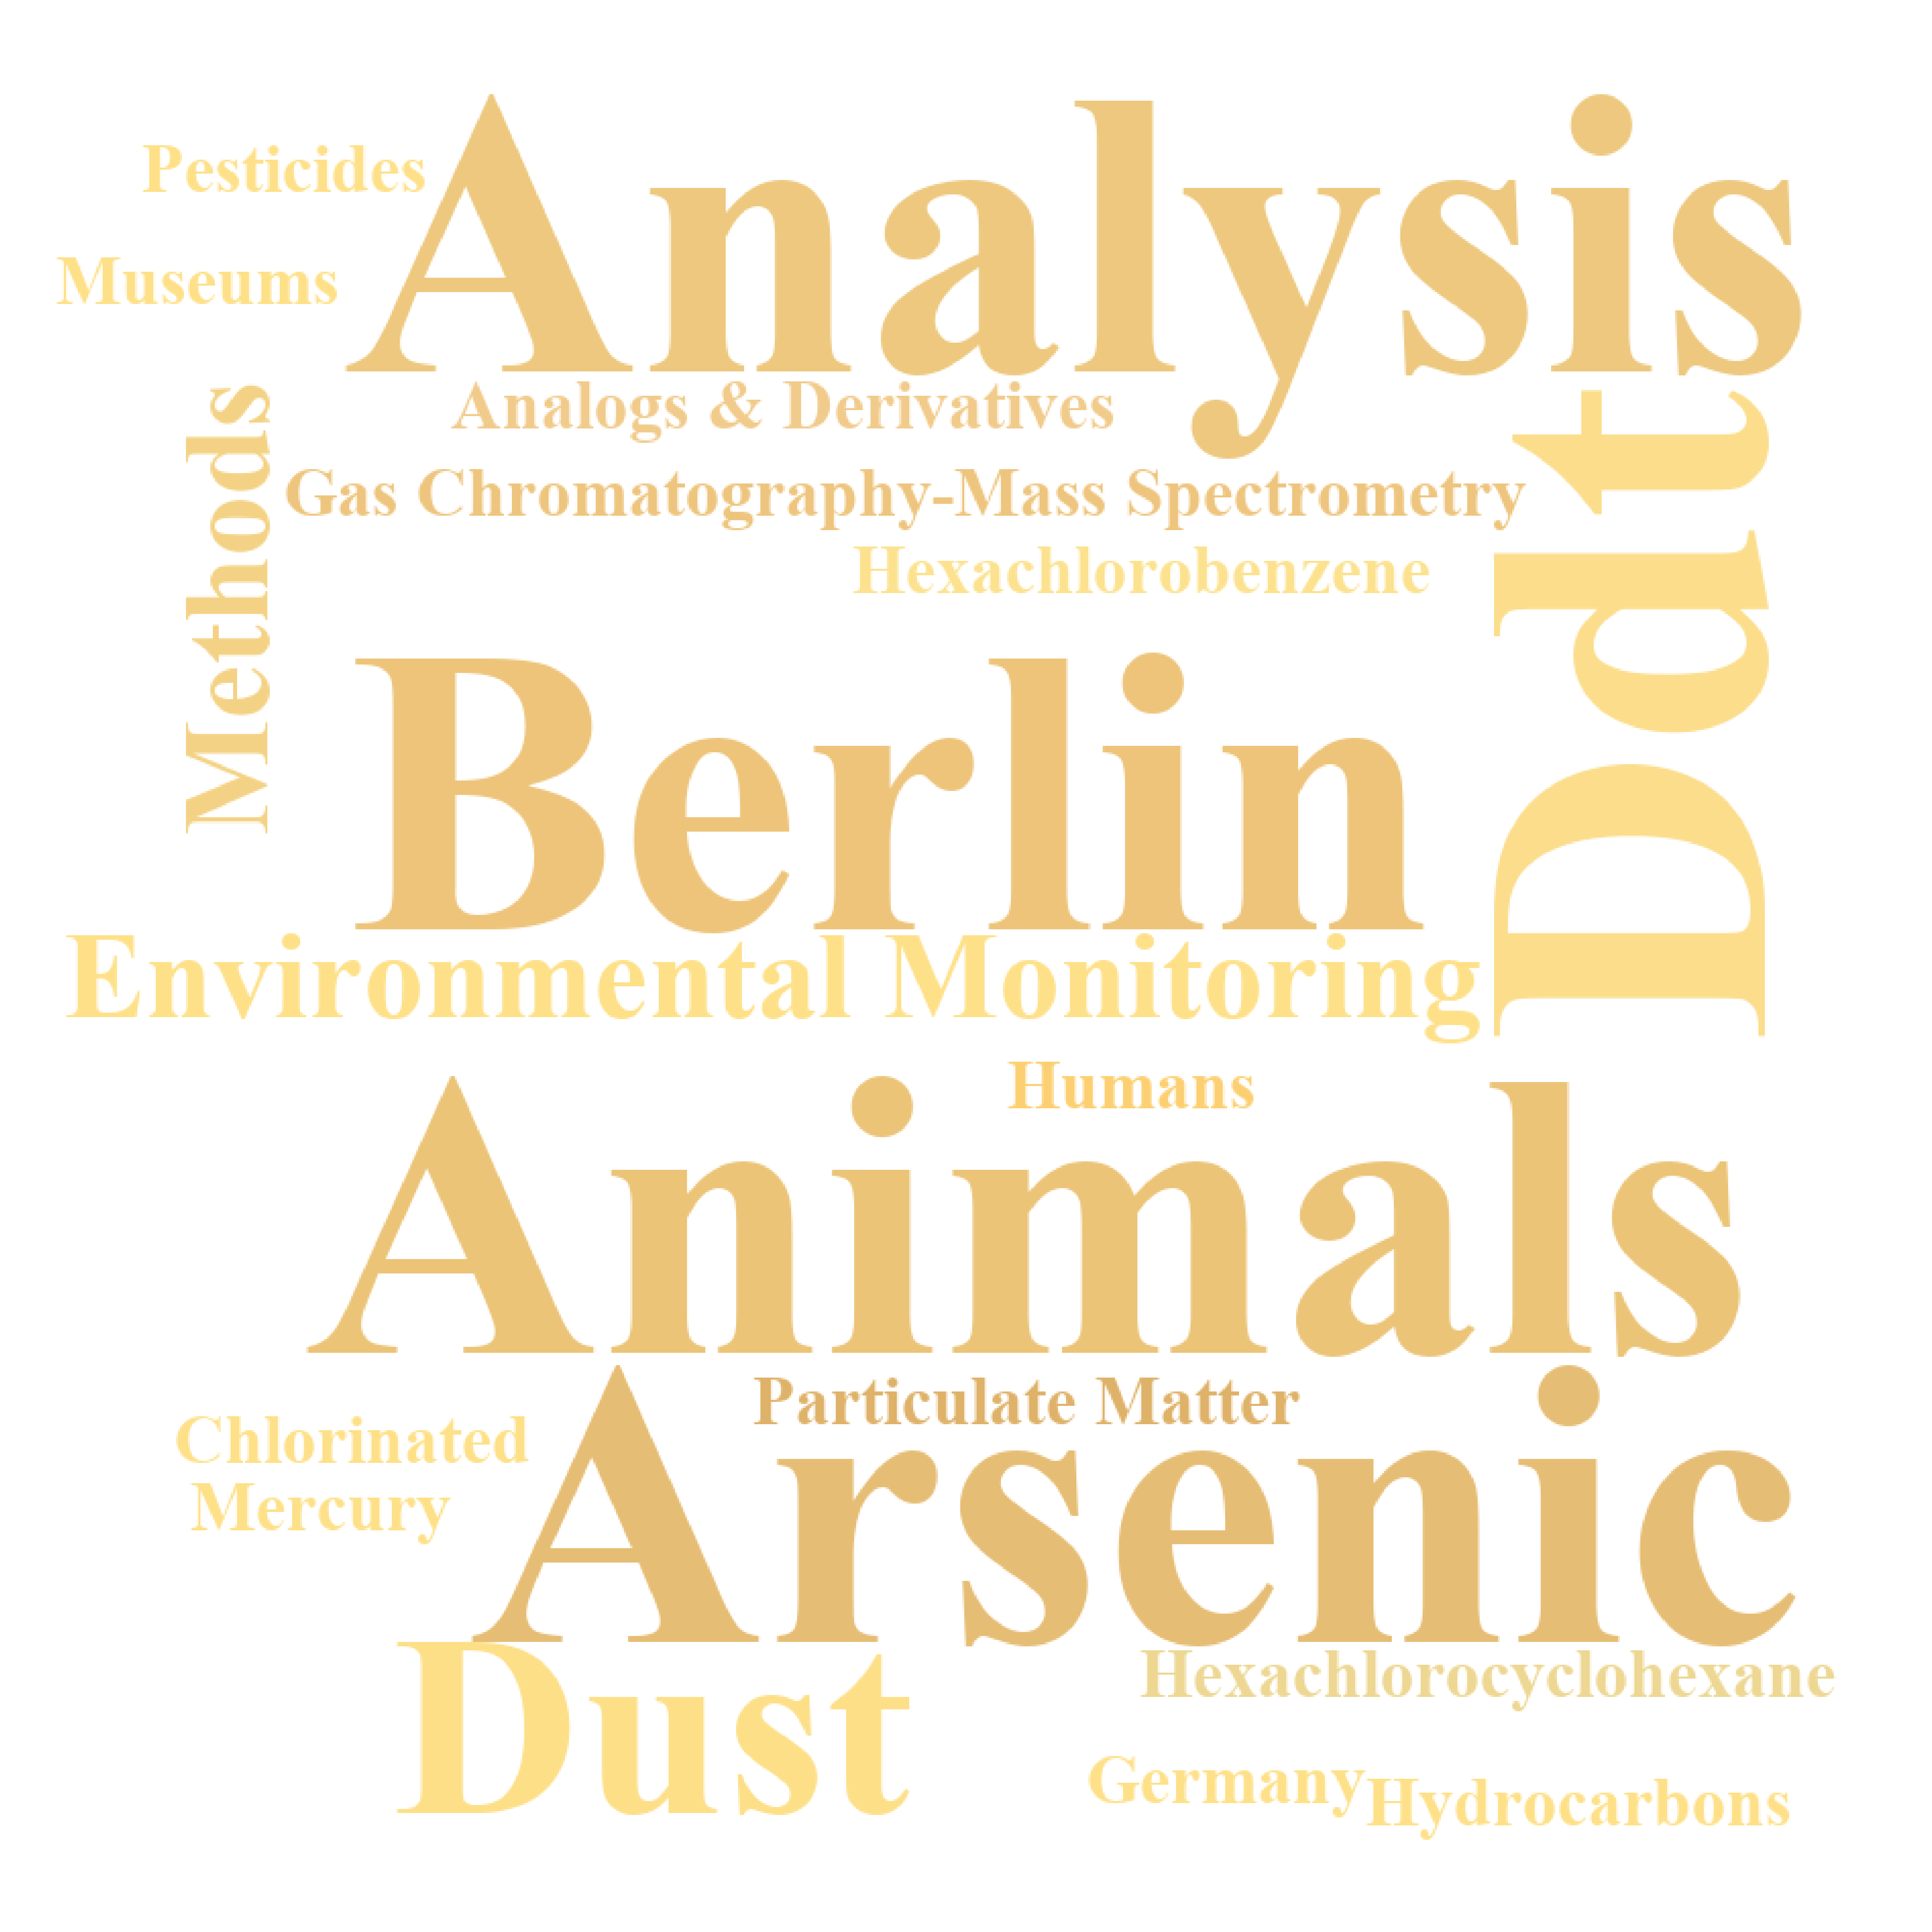 Analysis
Pesticides
Museums
Methods
Analogs & Derivatives
Gas Chromatography-Mass Spectrometry
Hexachlorobenzene
Ddt
Berlin
Environmental Monitoring
Humans
Animals
Particulate Matter
Chlorinated
Mercury
Arsenic
Dust
Hexachlorocyclohexane
Germany
Hydrocarbons